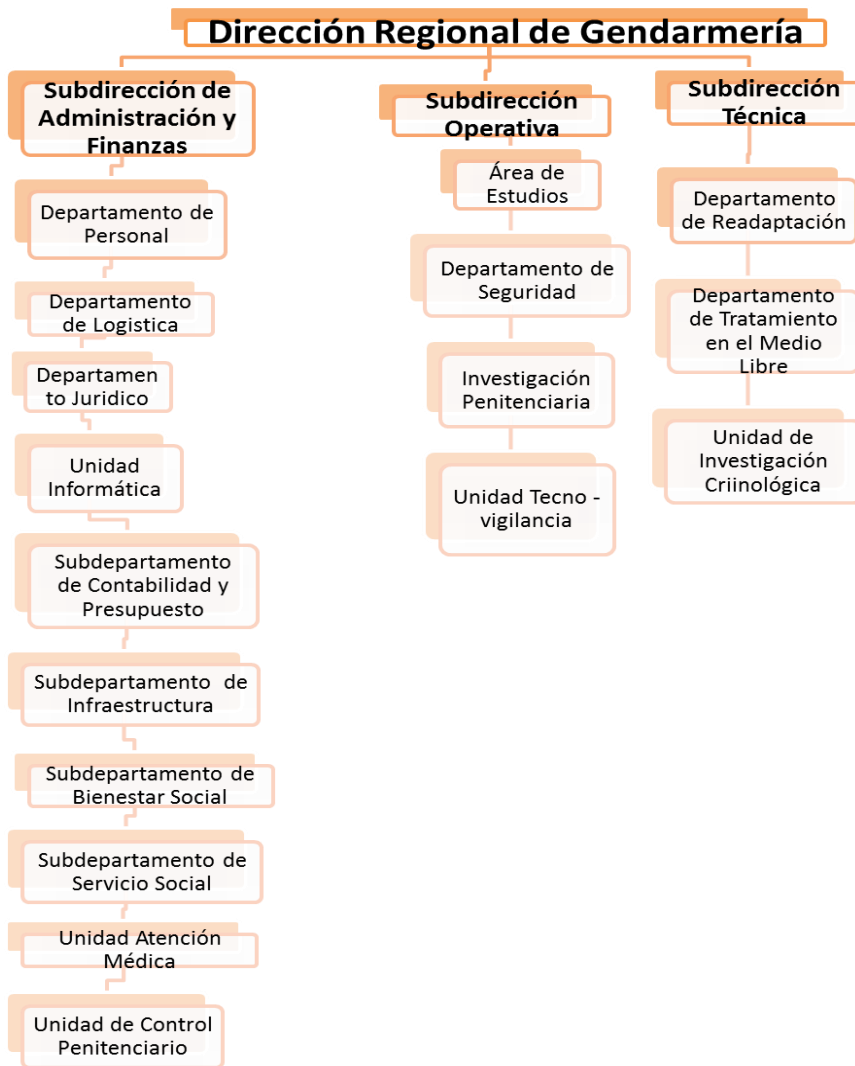 Dirección Regional de Gendarmería
Subdirección de
Administración y
Finanzas
Departamento de
Personal
Departamento
de Logistica
Departamen
to Juridico
Unidad
Informática
Subdepartamento
de Contabilidad y
Presupuesto
Subdepartamento de
Infraestructura
Subdepartamento de
Bienestar Social
Subdepartamento de
Servicio Social
Unidad Atención
Médica
Unidad de Control
Penitenciario
Subdirección
Operativa
Área de
Estudios
Departamento de
Seguridad
Investigación
Penitenciaria
Unidad Tecno -
vigilancia
Subdirección
Técnica
Departamento
de Readaptación
Departamento
de Tratamiento
en el Medio
Libre
Unidad de
Investigación
Criinológica